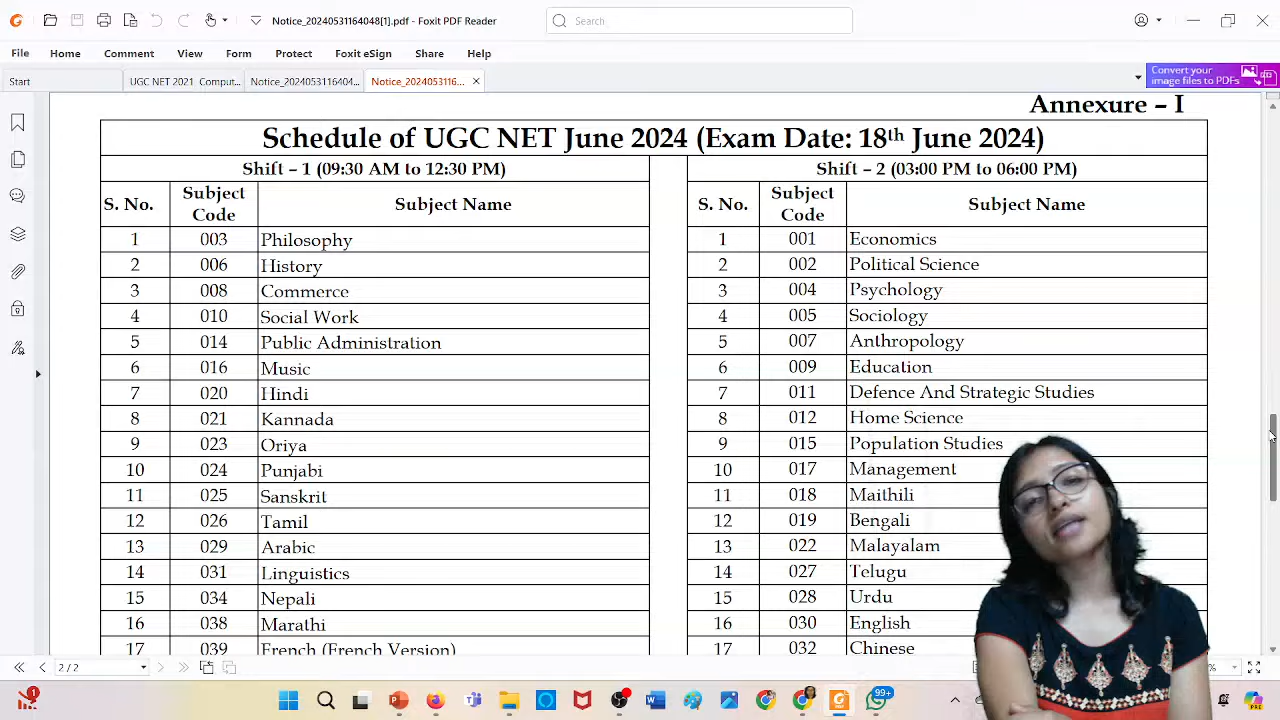 Notice_20240531164048[1].pdf - Foxit PDF Reader
Search
File Home Comment View Form Protect Foxit eSign Share Help
Start
UGC NET 2021 Comput...
Notice_2024053116404...
Notice_2024053116...
Convert your
image files to PDFs
Annexure – I
Schedule of UGC NET June 2024 (Exam Date: 18th June 2024)
Shift – 1 (09:30 AM to 12:30 PM)
S. No. Subject Code Subject Name
1 003 Philosophy
2 006 History
3 008 Commerce
4 010 Social Work
5 014 Public Administration
6 016 Music
7 020 Hindi
8 021 Kannada
9 023 Oriya
10 024 Punjabi
11 025 Sanskrit
12 026 Tamil
13 029 Arabic
14 031 Linguistics
15 034 Nepali
16 038 Marathi
17 039 French (French Version)
Shift – 2 (03:00 PM to 06:00 PM)
S. No. Subject Code Subject Name
1 001 Economics
2 002 Political Science
3 004 Psychology
4 005 Sociology
5 007 Anthropology
6 009 Education
7 011 Defence And Strategic Studies
8 012 Home Science
9 015 Population Studies
10 017 Management
11 018 Maithili
12 019 Bengali
13 022 Malayalam
14 027 Telugu
15 028 Urdu
16 030 English
17 032 Chinese
2 / 2
%
1
99+
PRE